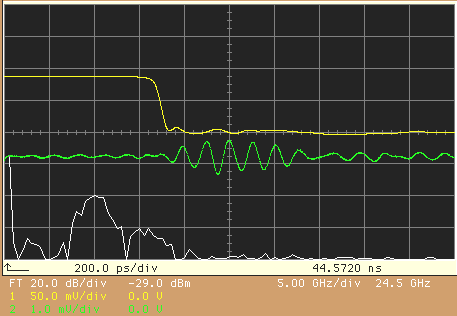 200.0 ps/div 44.5720 ns
FT 20.0 dB/div -29.0 dBm 5.00 GHz/div 24.5 GHz
1 50.0 mV/div 0.0 V